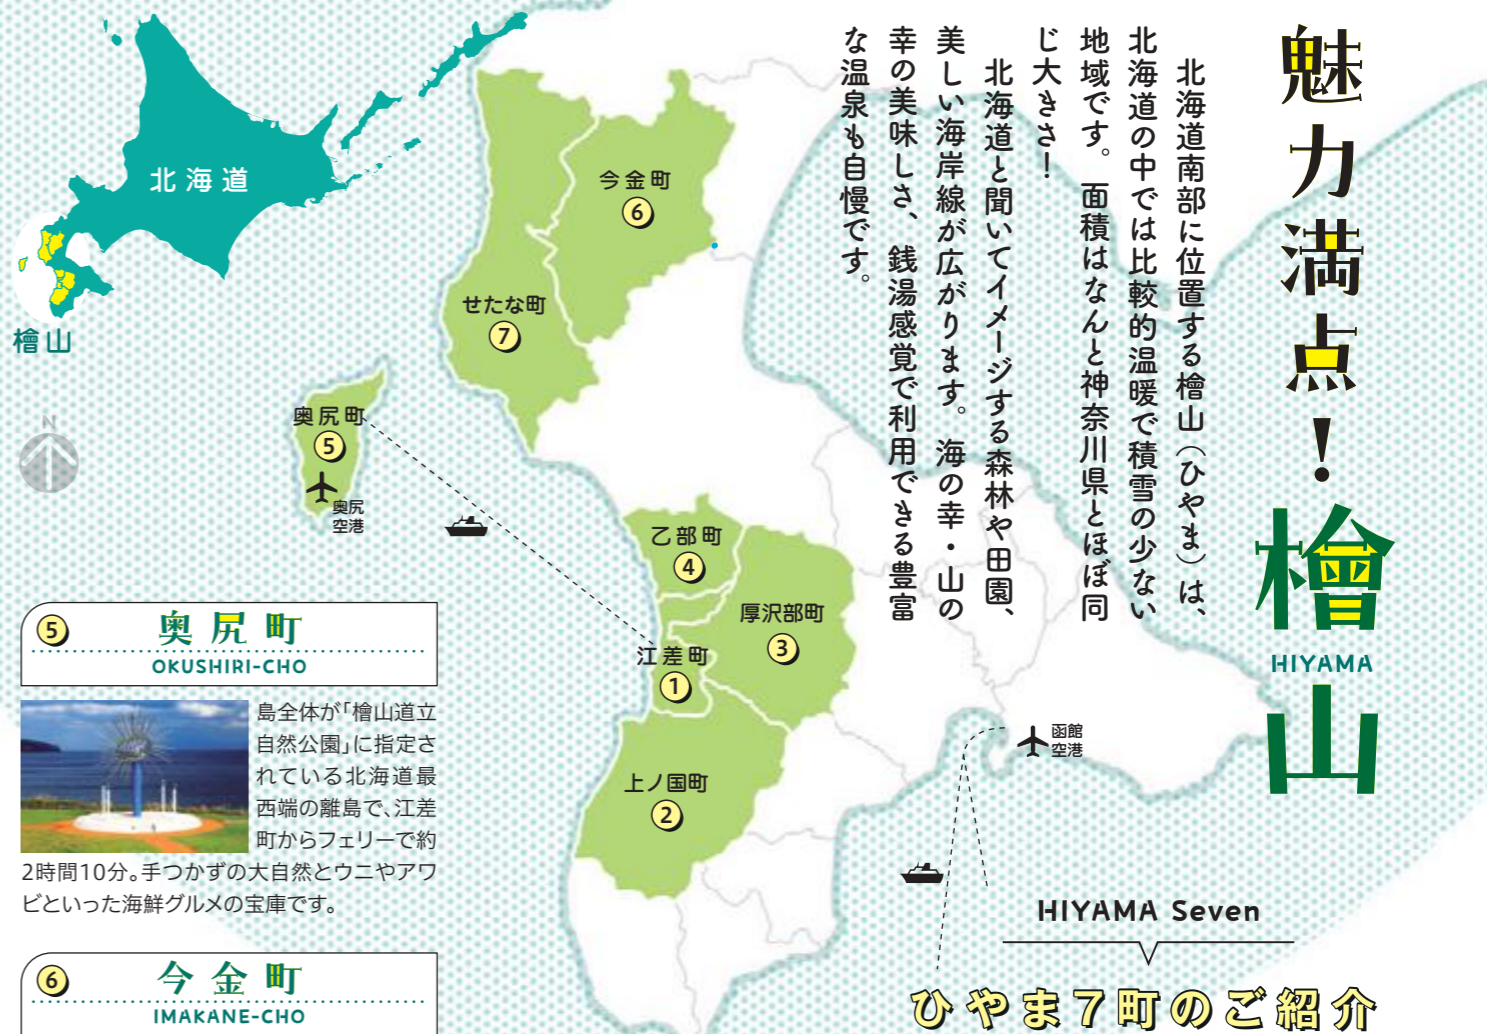 魅力満点！檜山
HIYAMA
北海道南部に位置する檜山（ひやま）は、
北海道の中では比較的温暖で積雪の少ない
地域です。面積はなんと神奈川県とほぼ同
じ大きさ！
北海道と聞いてイメージする森林や田園、
美しい海岸線が広がります。海の幸・山の
幸の美味しさ、銭湯感覚で利用できる豊富
な温泉も自慢です。
北海道
檜山
N
今金町
6
せたな町
7
奥尻町
5
奥尻
空港
乙部町
4
厚沢部町
3
江差町
1
上ノ国町
2
函館
空港
5
奥尻町
OKUSHIRI-CHO
島全体が「檜山道立
自然公園」に指定さ
れている北海道最
西端の離島で、江差
町からフェリーで約
2時間10分。手つかずの大自然とウニやアワ
ビといった海鮮グルメの宝庫です。
6
今金町
IMAKANE-CHO
HIYAMA Seven
ひやま7町のご紹介